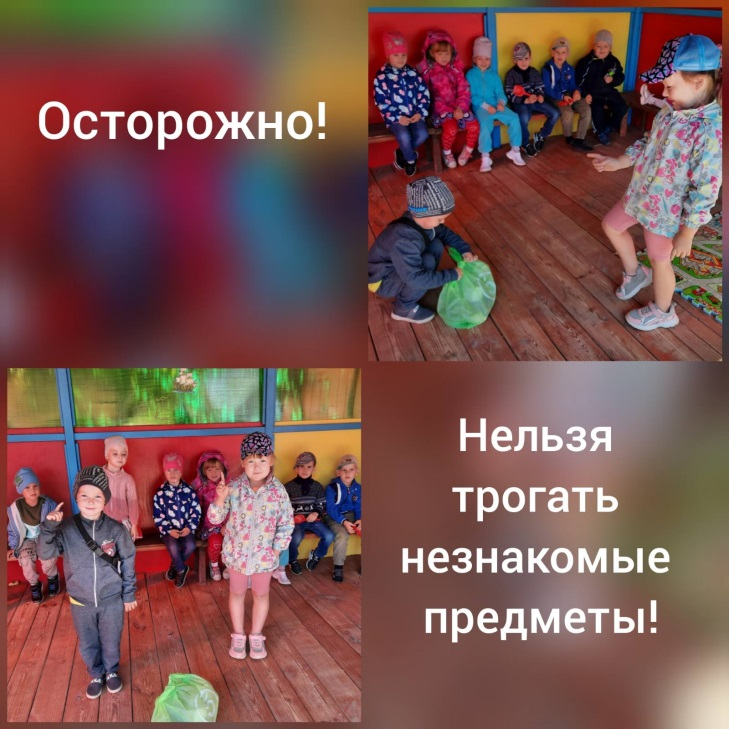 Осторожно!
Нельзя
трогать
незнакомые
предметы!